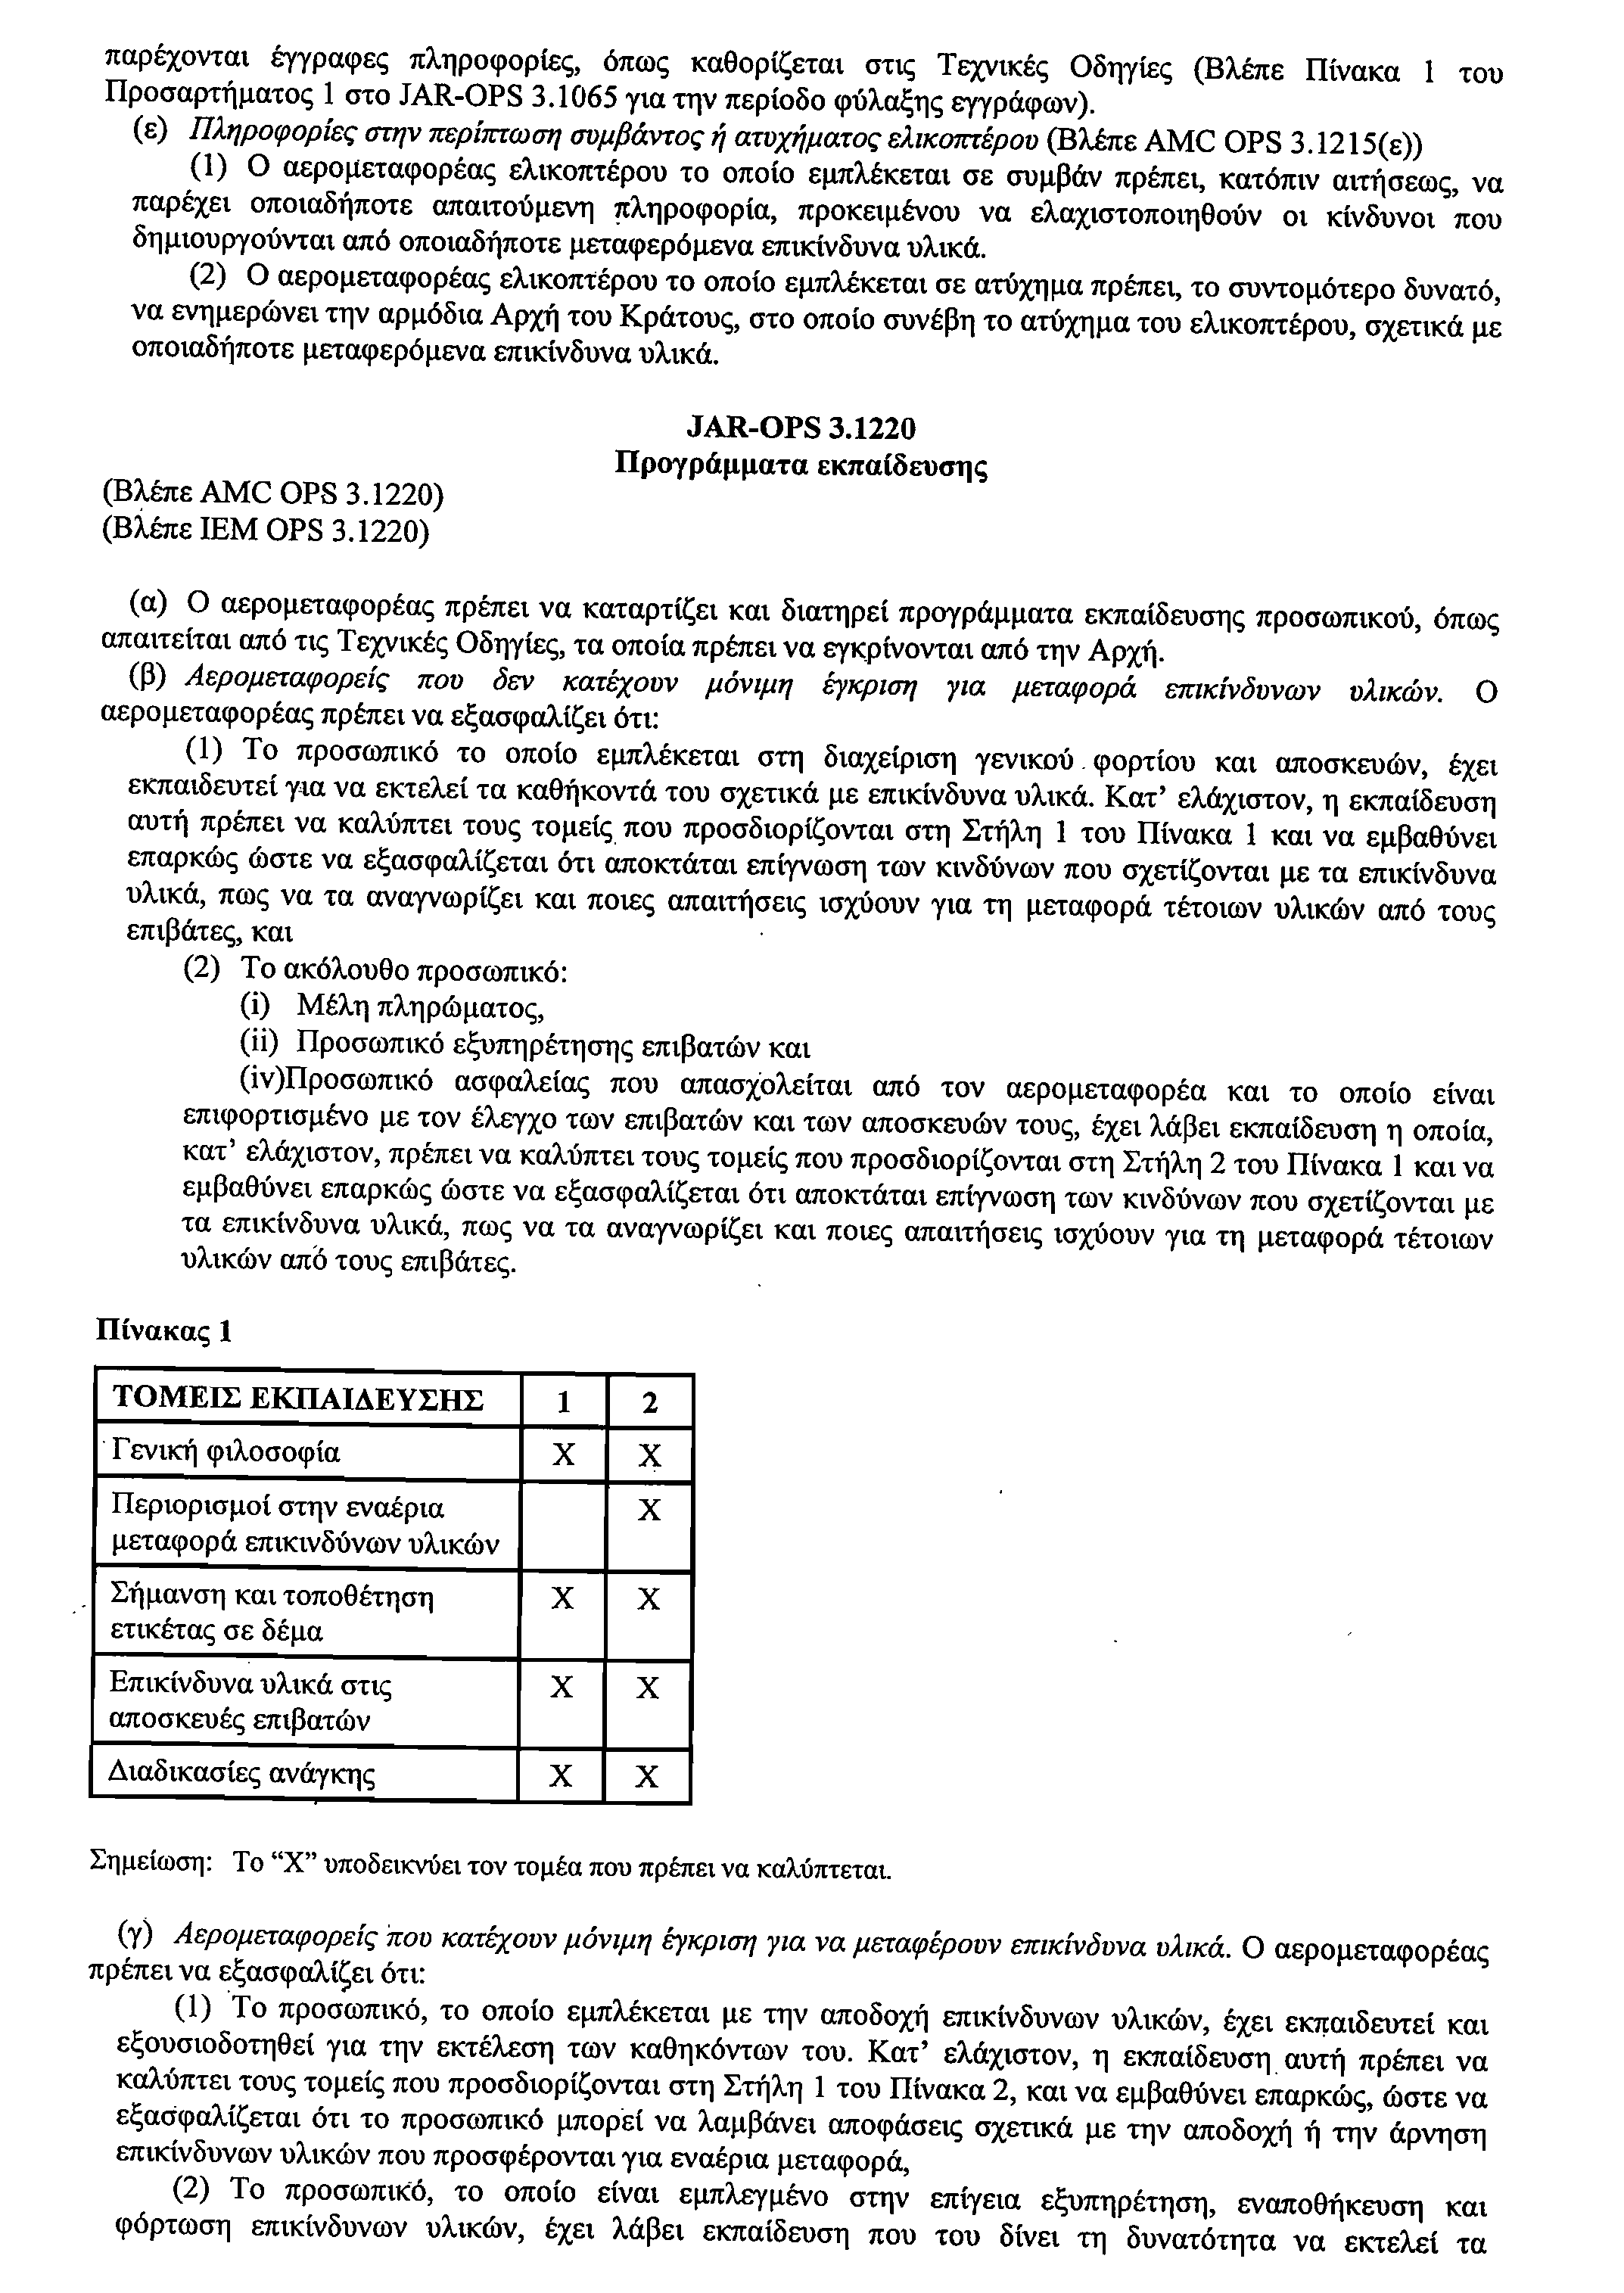 παρέχονται έγγραφες πληροφορίες, όπως καθορίζεται στις Τεχνικές Οδηγίες (Βλέπε Πίνακα 1 του
Προσαρτήματος 1 στο JAR-OPS 3.1065 για την περίοδο φύλαξης εγγράφων).
(ε) Πληροφορίες στην περίπτωση συμβάντος ή ατυχήματος ελικοπτέρου (Βλέπε AMC OPS 3.1215(ε))
(1) Ο αερομεταφορέας ελικοπτέρου το οποίο εμπλέκεται σε συμβάν πρέπει, κατόπιν αιτήσεως, να
παρέχει οποιαδήποτε απαιτούμενη πληροφορία, προκειμένου να ελαχιστοποιηθούν οι κίνδυνοι που
δημιουργούνται από οποιαδήποτε μεταφερόμενα επικίνδυνα υλικά.
(2) Ο αερομεταφορέας ελικοπτέρου το οποίο εμπλέκεται σε ατύχημα πρέπει, το συντομότερο δυνατό,
να ενημερώνει την αρμόδια Αρχή του Κράτους, στο οποίο συνέβη το ατύχημα του ελικοπτέρου, σχετικά με
οποιαδήποτε μεταφερόμενα επικίνδυνα υλικά.
JAR-OPS 3.1220
Προγράμματα εκπαίδευσης
(Βλέπε AMC OPS 3.1220)
(Βλέπε IEM OPS 3.1220)
(α) Ο αερομεταφορέας πρέπει να καταρτίζει και διατηρεί προγράμματα εκπαίδευσης προσωπικού, όπως
απαιτείται από τις Τεχνικές Οδηγίες, τα οποία πρέπει να εγκρίνονται από την Αρχή.
(β) Αερομεταφορείς που δεν κατέχουν μόνιμη έγκριση για μεταφορά επικίνδυνων υλικών. Ο
αερομεταφορέας πρέπει να εξασφαλίζει ότι:
(1) Το προσωπικό το οποίο εμπλέκεται στη διαχείριση γενικού φορτίου και αποσκευών, έχει
εκπαιδευτεί για να εκτελεί τα καθήκοντά του σχετικά με επικίνδυνα υλικά. Κατ’ ελάχιστον, η εκπαίδευση
αυτή πρέπει να καλύπτει τους τομείς που προσδιορίζονται στη Στήλη 1 του Πίνακα 1 και να εμβαθύνει
επαρκώς ώστε να εξασφαλίζεται ότι αποκτάται επίγνωση των κινδύνων που σχετίζονται με τα επικίνδυνα
υλικά, πως να τα αναγνωρίζει και ποιες απαιτήσεις ισχύουν για τη μεταφορά τέτοιων υλικών από τους
επιβάτες, και
(2) Το ακόλουθο προσωπικό:
(i) Μέλη πληρώματος,
(ii) Προσωπικό εξυπηρέτησης επιβατών και
(iv)Προσωπικό ασφαλείας που απασχολείται από τον αερομεταφορέα και το οποίο είναι
επιφορτισμένο με τον έλεγχο των επιβατών και των αποσκευών τους, έχει λάβει εκπαίδευση η οποία,
κατ’ ελάχιστον, πρέπει να καλύπτει τους τομείς που προσδιορίζονται στη Στήλη 2 του Πίνακα 1 και να
εμβαθύνει επαρκώς ώστε να εξασφαλίζεται ότι αποκτάται επίγνωση των κινδύνων που σχετίζονται με
τα επικίνδυνα υλικά, πως να τα αναγνωρίζει και ποιες απαιτήσεις ισχύουν για τη μεταφορά τέτοιων
υλικών από τους επιβάτες.
Πίνακας 1
ΤΟΜΕΙΣ ΕΚΠΑΙΔΕΥΣΗΣ 1 2
Γενική φιλοσοφία X X
Περιορισμοί στην εναέρια X
μεταφορά επικινδύνων υλικών
Σήμανση και τοποθέτηση X X
ετικέτας σε δέμα
Επικίνδυνα υλικά στις X X
αποσκευές επιβατών
Διαδικασίες ανάγκης X X
Σημείωση: Το “Χ” υποδεικνύει τον τομέα που πρέπει να καλύπτεται.
(γ) Αερομεταφορείς που κατέχουν μόνιμη έγκριση για να μεταφέρουν επικίνδυνα υλικά. Ο αερομεταφορέας
πρέπει να εξασφαλίζει ότι:
(1) Το προσωπικό, το οποίο εμπλέκεται με την αποδοχή επικίνδυνων υλικών, έχει εκπαιδευτεί και
εξουσιοδοτηθεί για την εκτέλεση των καθηκόντων του. Κατ’ ελάχιστον, η εκπαίδευση αυτή πρέπει να
καλύπτει τους τομείς που προσδιορίζονται στη Στήλη 1 του Πίνακα 2, και να εμβαθύνει επαρκώς, ώστε να
εξασφαλίζεται ότι το προσωπικό μπορεί να λαμβάνει αποφάσεις σχετικά με την αποδοχή ή την άρνηση
επικίνδυνων υλικών που προσφέρονται για εναέρια μεταφορά,
(2) Το προσωπικό, το οποίο είναι εμπλεγμένο στην επίγεια εξυπηρέτηση, εναποθήκευση και
φόρτωση επικίνδυνων υλικών, έχει λάβει εκπαίδευση που του δίνει τη δυνατότητα να εκτελεί τα